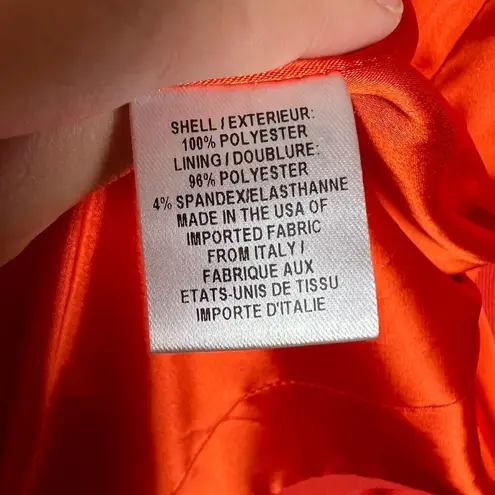 SHELL / EXTERIEUR:
100% POLYESTER
LINING / DOUBLURE:
96% POLYESTER
4% SPANDEX/ELASTHANNE
MADE IN THE USA OF
IMPORTED FABRIC
FROM ITALY /
FABRIQUE AUX
ETATS-UNIS DE TISSU
IMPORTE D'ITALIE